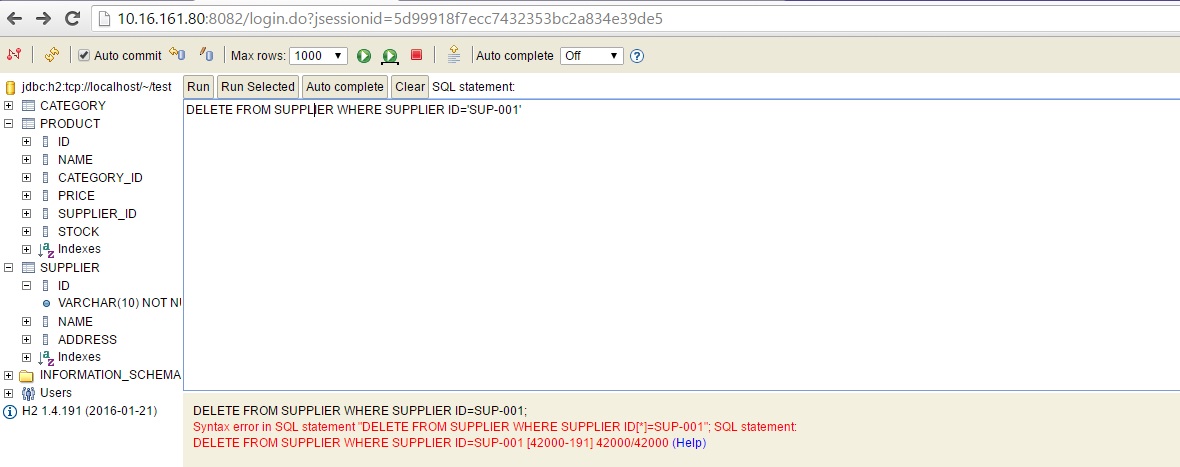 10.16.161.80:8082/login.do?jsessionid=5d99918f7ecc7432353bc2a834e39de5
Auto commit Max rows: 1000 Auto complete Off
jdbc:h2:tcp://localhost/~/test
CATEGORY
PRODUCT
ID
NAME
CATEGORY_ID
PRICE
SUPPLIER_ID
STOCK
Indexes
SUPPLIER
ID
VARCHAR(10) NOT NU
NAME
ADDRESS
Indexes
INFORMATION_SCHEMA
Users
H2 1.4.191 (2016-01-21)
Run Run Selected Auto complete Clear SQL statement:
DELETE FROM SUPPLIER WHERE SUPPLIER ID='SUP-001'
DELETE FROM SUPPLIER WHERE SUPPLIER ID=SUP-001;
Syntax error in SQL statement "DELETE FROM SUPPLIER WHERE SUPPLIER ID[*]=SUP-001"; SQL statement:
DELETE FROM SUPPLIER WHERE SUPPLIER ID=SUP-001 [42000-191] 42000/42000 (Help)